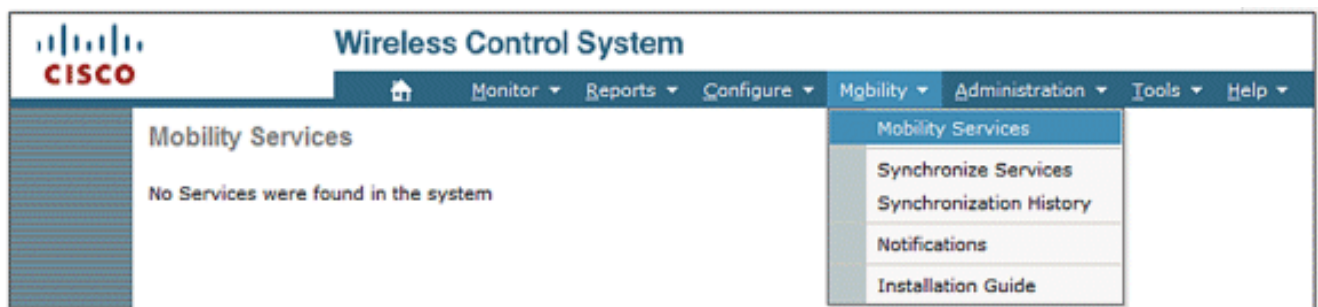 CISCO
Wireless Control System
Monitor Reports Configure Mobility Administration Tools Help
Mobility Services
No Services were found in the system
Mobility Services
Synchronize Services
Synchronization History
Notifications
Installation Guide